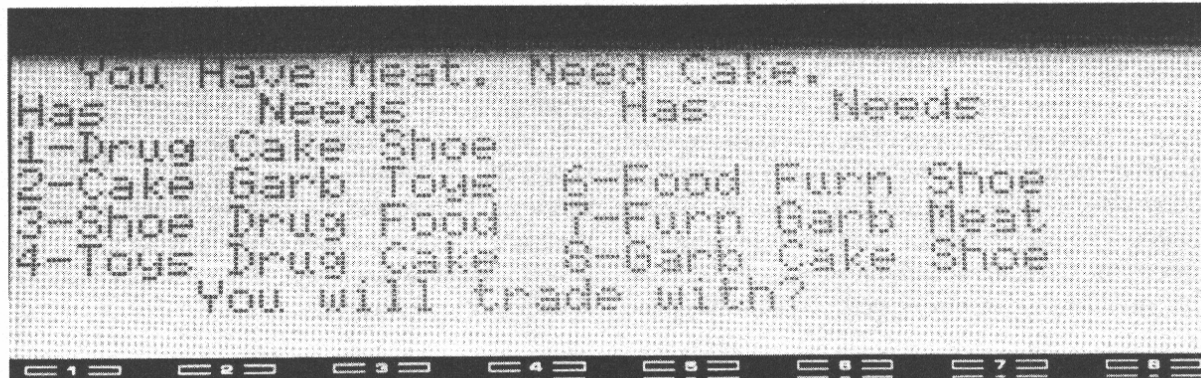 You Have Meat. Need Cake.
Has Needs Has Needs
1-Drug Cake Shoe
2-Cake Garb Toys 6-Food Furn Shoe
3-Shoe Drug Food 7-Furn Garb Meat
4-Toys Drug Cake 8-Garb Cake Shoe
You will trade with?
1 2 3 4 5 6 7 8